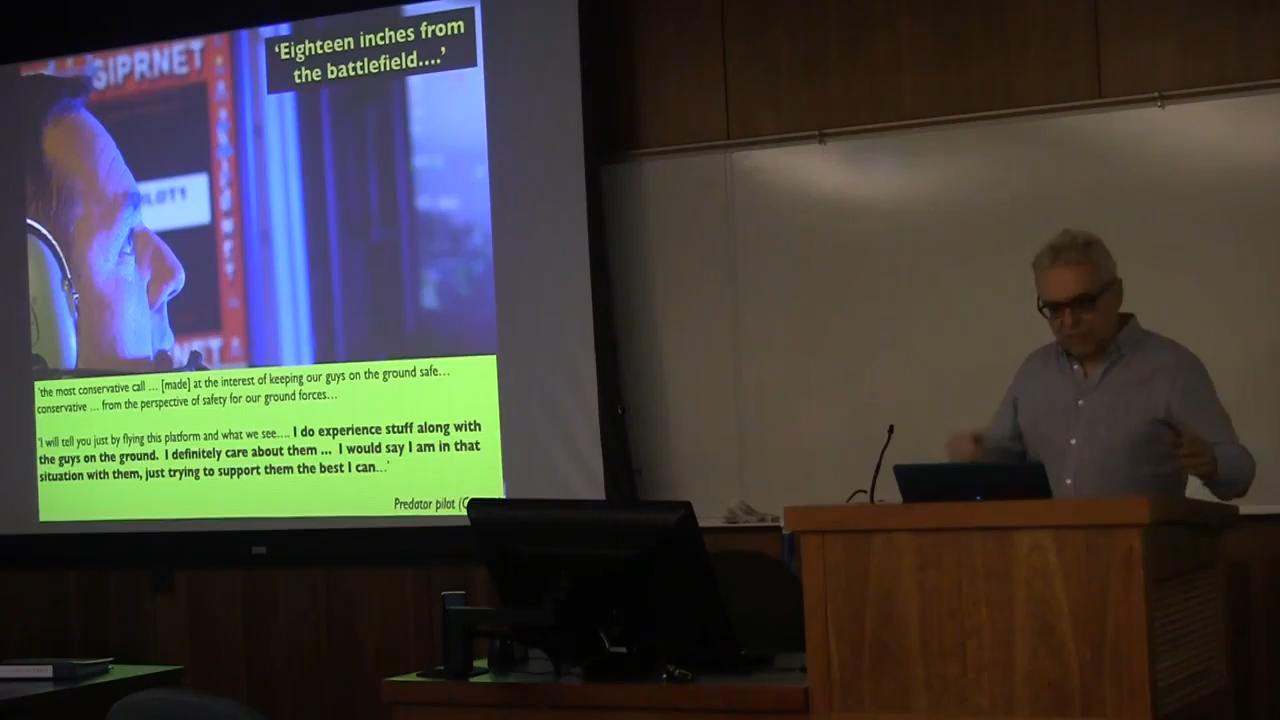 SIPRNET
'Eighteen inches from
the battlefield....'
PILOT1
NET
'the most conservative call ... [made] at the interest of keeping our guys on the ground safe...
conservative ... from the perspective of safety for our ground forces...
'I will tell you just by flying this platform and what we see.... I do experience stuff along with
the guys on the ground. I definitely care about them ... I would say I am in that
situation with them, just trying to support them the best I can...'
Predator pilot (